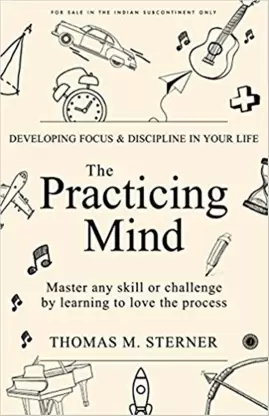 FOR SALE IN THE INDIAN SUBCONTINENT ONLY
DEVELOPING FOCUS & DISCIPLINE IN YOUR LIFE
The
Practicing
Mind
Master any skill or challenge
by learning to love the process
THOMAS M. STERNER